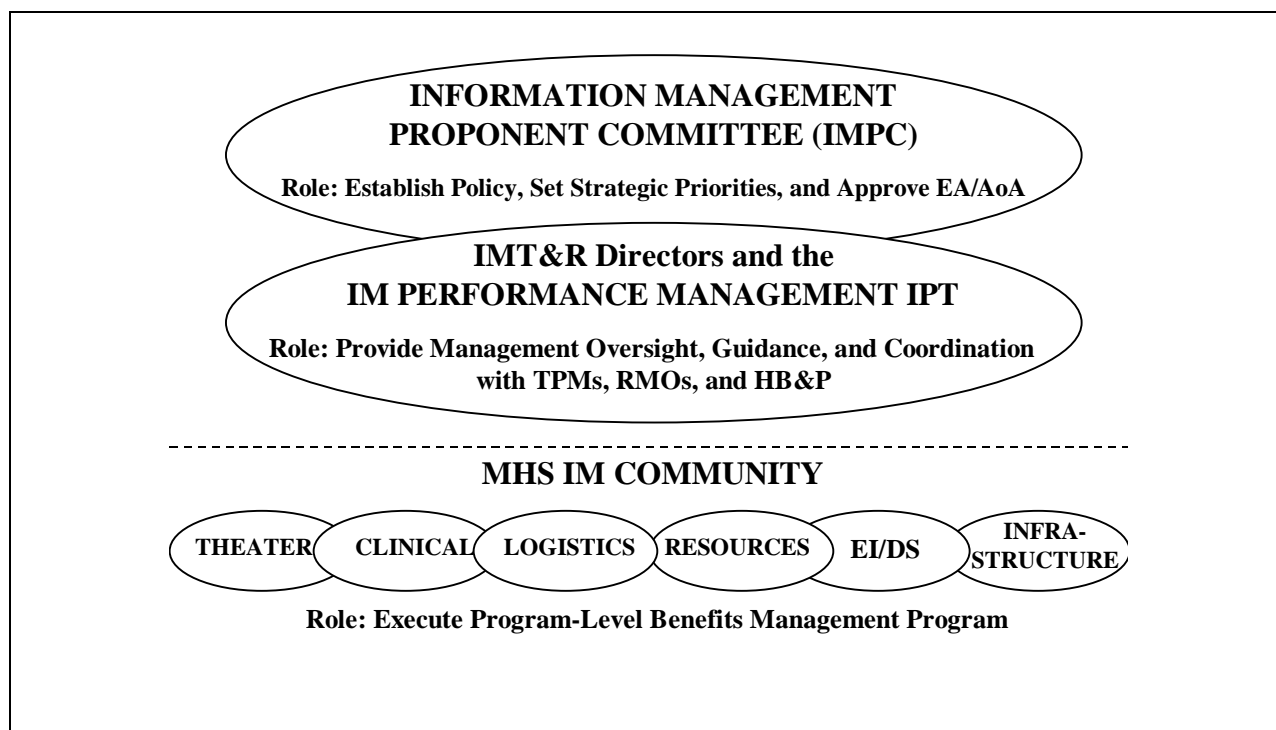 INFORMATION MANAGEMENT
PROPONENT COMMITTEE (IMPC)
Role: Establish Policy, Set Strategic Priorities, and Approve EA/AoA
IMT&R Directors and the
IM PERFORMANCE MANAGEMENT IPT
Role: Provide Management Oversight, Guidance, and Coordination
with TPMs, RMOs, and HB&P
MHS IM COMMUNITY
THEATER
CLINICAL
LOGISTICS
RESOURCES
EI/DS
INFRA-
STRUCTURE
Role: Execute Program-Level Benefits Management Program